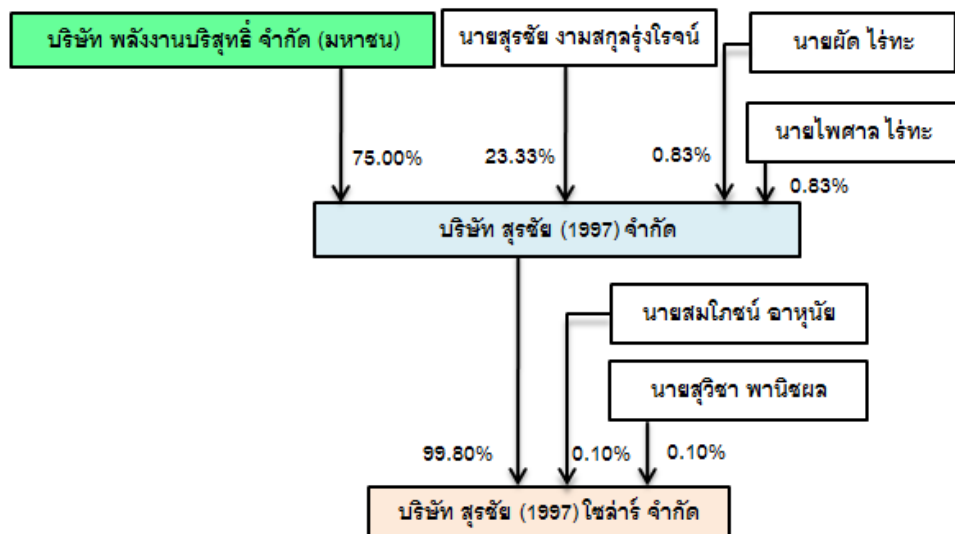 บริษัท พลังงานบริสุทธิ์ จำกัด (มหาชน)
นายสุรชัย งามสกุลรุ่งโรจน์
นายผัด ไร่ทะ
นายไพศาล ไร่ทะ
75.00%
23.33%
0.83%
0.83%
บริษัท สุรชัย (1997) จำกัด
นายสมโภชน์ อาหุนัย
นายสุวิชา พานิชผล
99.80%
0.10%
0.10%
บริษัท สุรชัย (1997) โซล่าร์ จำกัด